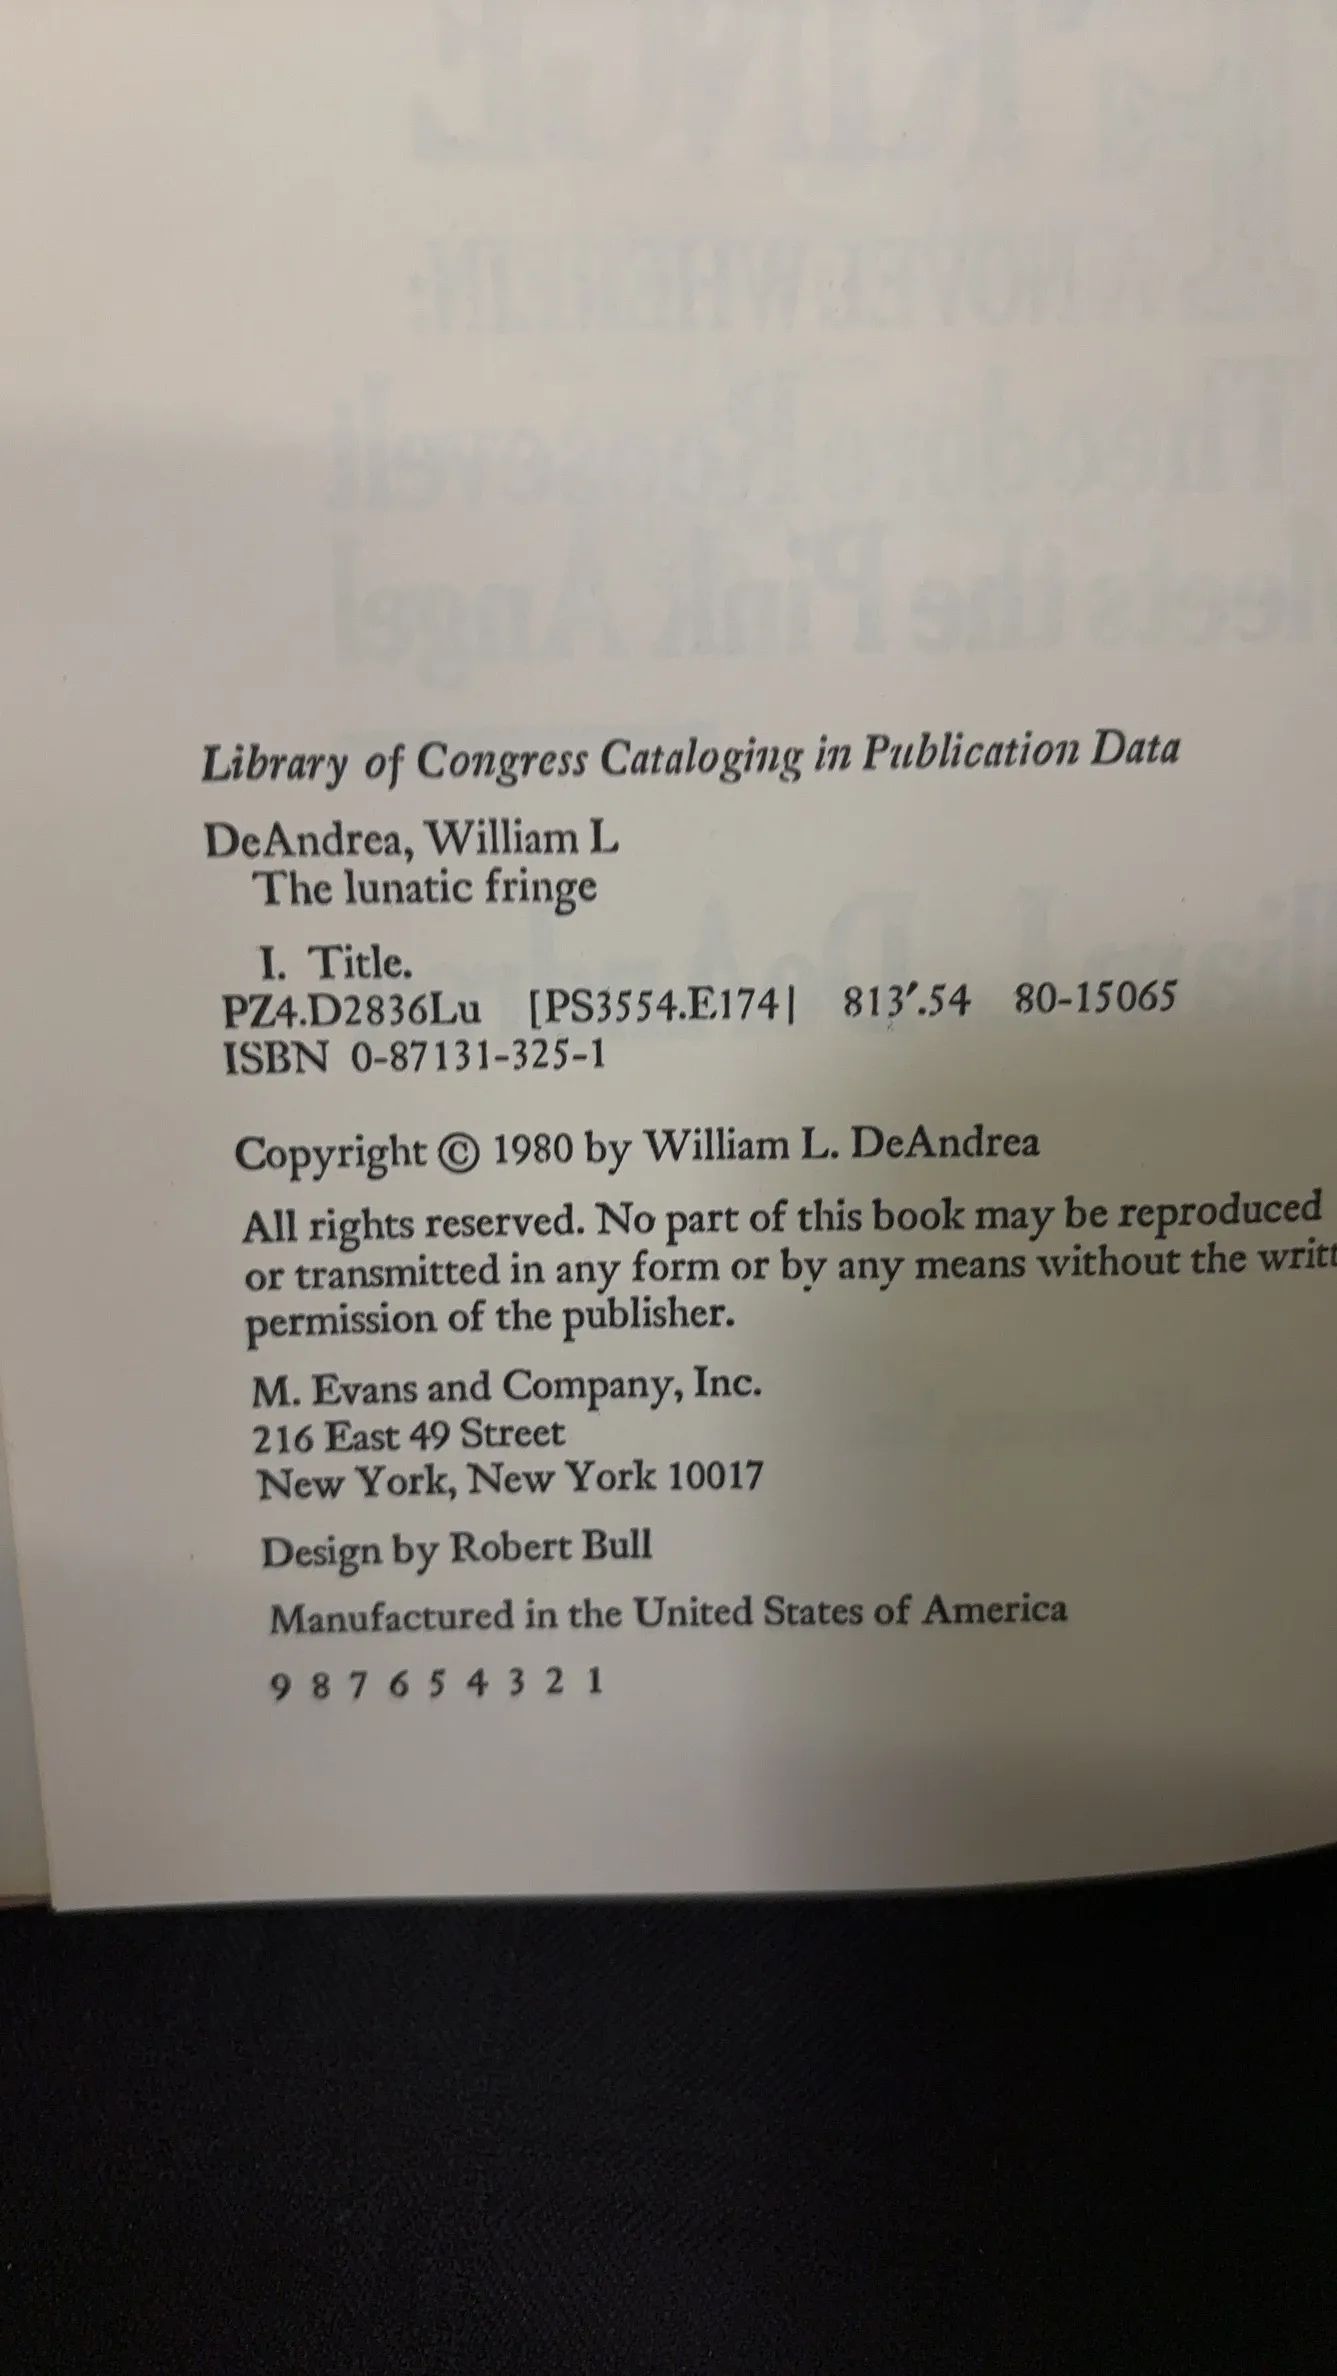 Library of Congress Cataloging in Publication Data
DeAndrea, William L
The lunatic fringe
I. Title.
PZ4.D2836Lu [PS3554.E174] 813′.54 80-15065
ISBN 0-87131-325-1
Copyright © 1980 by William L. DeAndrea
All rights reserved. No part of this book may be reproduced
or transmitted in any form or by any means without the writt
permission of the publisher.
M. Evans and Company, Inc.
216 East 49 Street
New York, New York 10017
Design by Robert Bull
Manufactured in the United States of America
9 8 7 6 5 4 3 2 1